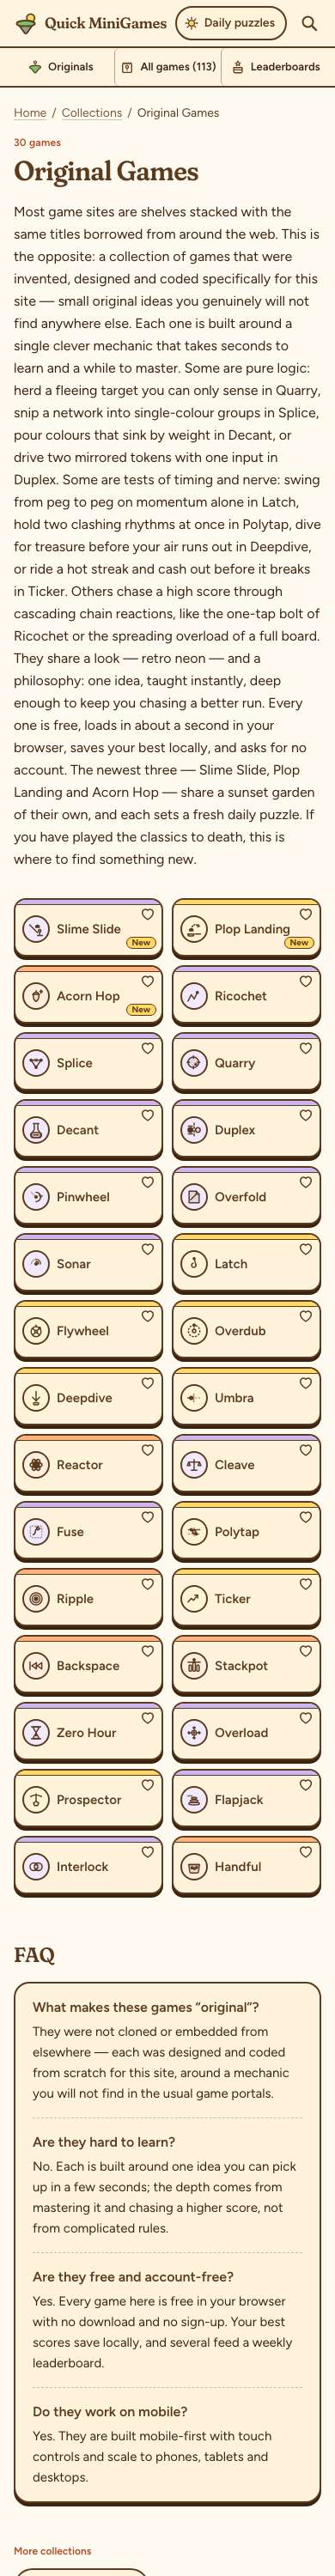 Quick MiniGames
Daily puzzles
Originals
All games (113)
Leaderboards
Home / Collections / Original Games
30 games
Original Games
Most game sites are shelves stacked with the
same titles borrowed from around the web. This is
the opposite: a collection of games that were
invented, designed and coded specifically for this
site — small original ideas you genuinely will not
find anywhere else. Each one is built around a
single clever mechanic that takes seconds to
learn and a while to master. Some are pure logic:
herd a fleeing target you can only sense in Quarry,
snip a network into single-colour groups in Splice,
pour colours that sink by weight in Decant, or
drive two mirrored tokens with one input in
Duplex. Some are tests of timing and nerve: swing
from peg to peg on momentum alone in Latch,
hold two clashing rhythms at once in Polytap, dive
for treasure before your air runs out in Deepdive,
or ride a hot streak and cash out before it breaks
in Ticker. Others chase a high score through
cascading chain reactions, like the one-tap bolt of
Ricochet or the spreading overload of a full board.
They share a look — retro neon — and a
philosophy: one idea, taught instantly, deep
enough to keep you chasing a better run. Every
one is free, loads in about a second in your
browser, saves your best locally, and asks for no
account. The newest three — Slime Slide, Plop
Landing and Acorn Hop — share a sunset garden
of their own, and each sets a fresh daily puzzle. If
you have played the classics to death, this is
where to find something new.
Slime Slide
New
Plop Landing
New
Acorn Hop
New
Ricochet
Splice
Quarry
Decant
Duplex
Pinwheel
Overfold
Sonar
Latch
Flywheel
Overdub
Deepdive
Umbra
Reactor
Cleave
Fuse
Polytap
Ripple
Ticker
Backspace
Stackpot
Zero Hour
Overload
Prospector
Flapjack
Interlock
Handful
FAQ
What makes these games “original”?
They were not cloned or embedded from
elsewhere — each was designed and coded
from scratch for this site, around a mechanic
you will not find in the usual game portals.
Are they hard to learn?
No. Each is built around one idea you can pick
up in a few seconds; the depth comes from
mastering it and chasing a higher score, not
from complicated rules.
Are they free and account-free?
Yes. Every game here is free in your browser
with no download and no sign-up. Your best
scores save locally, and several feed a weekly
leaderboard.
Do they work on mobile?
Yes. They are built mobile-first with touch
controls and scale to phones, tablets and
desktops.
More collections